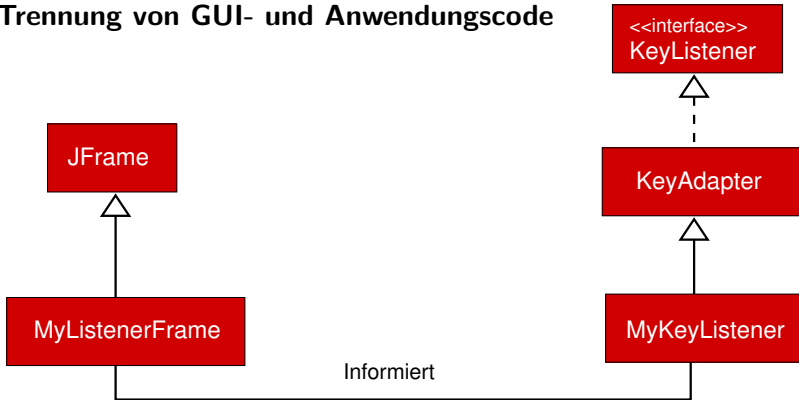 Trennung von GUI- und Anwendungscode
<<interface>>
KeyListener
JFrame
KeyAdapter
MyListenerFrame
MyKeyListener
Informiert